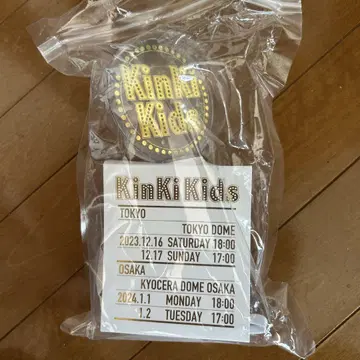 KinKi
Kids
KinKi Kids
TOKYO
TOKYO DOME
2023.12.16 SATURDAY 18:00
12.17 SUNDAY 17:00
OSAKA
KYOCERA DOME OSAKA
2024.1.1 MONDAY 18:00
1.2 TUESDAY 17:00